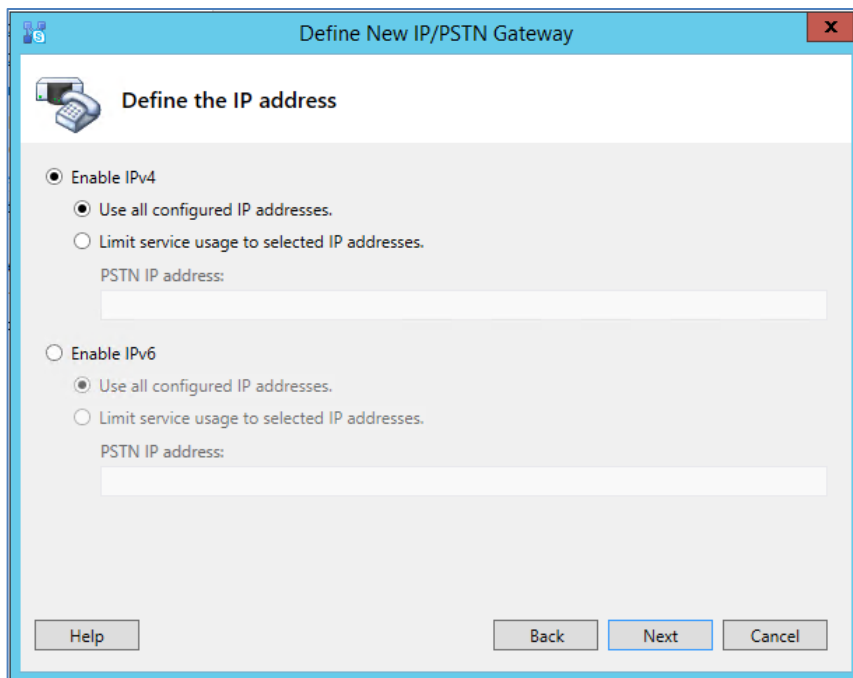 Define New IP/PSTN Gateway
x
Define the IP address
Enable IPv4
Use all configured IP addresses.
Limit service usage to selected IP addresses.
PSTN IP address:
Enable IPv6
Use all configured IP addresses.
Limit service usage to selected IP addresses.
PSTN IP address:
Help Back Next Cancel